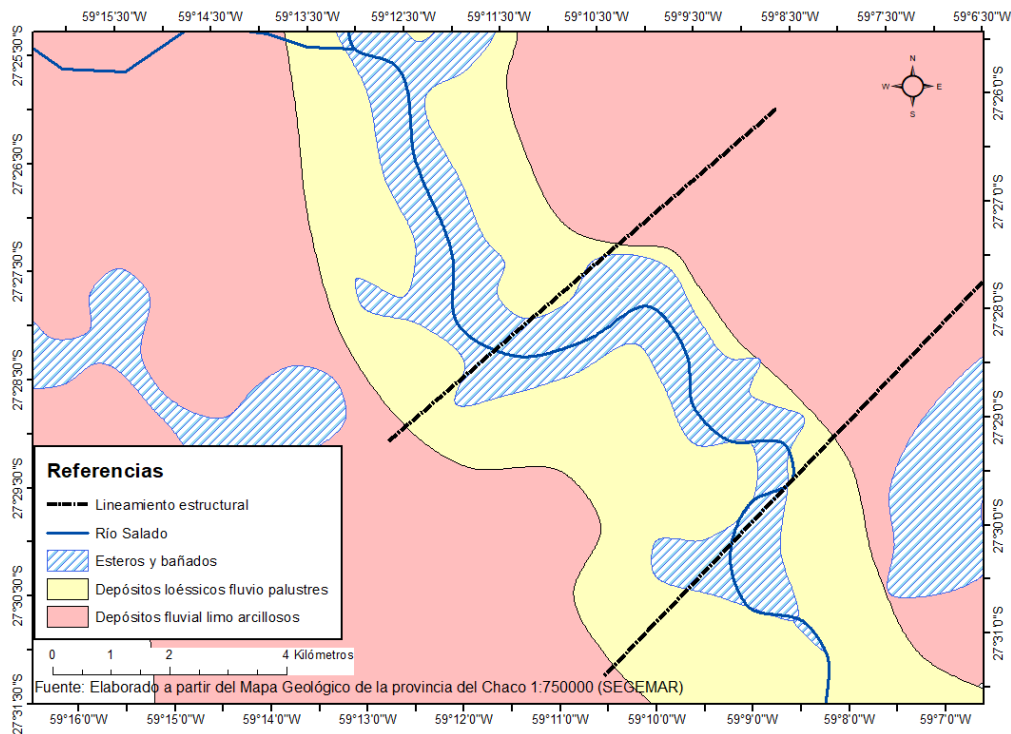 59°15'30"W 59°14'30"W 59°13'30"W 59°12'30"W 59°11'30"W 59°10'30"W 59°9'30"W 59°8'30"W 59°7'30"W 59°6'30"W
27°25'30"S
27°26'30"S
27°27'30"S
27°28'30"S
27°29'30"S
27°30'30"S
27°31'30"S
N
W E
S
27°26'0"S
27°27'0"S
27°28'0"S
27°29'0"S
27°30'0"S
27°31'0"S
Referencias
Lineamiento estructural
Río Salado
Esteros y bañados
Depósitos loéssicos fluvio palustres
Depósitos fluvial limo arcillosos
0 1 2 4 Kilómetros
Fuente: Elaborado a partir del Mapa Geológico de la provincia del Chaco 1:750000 (SEGEMAR)
59°16'0"W 59°15'0"W 59°14'0"W 59°13'0"W 59°12'0"W 59°11'0"W 59°10'0"W 59°9'0"W 59°8'0"W 59°7'0"W